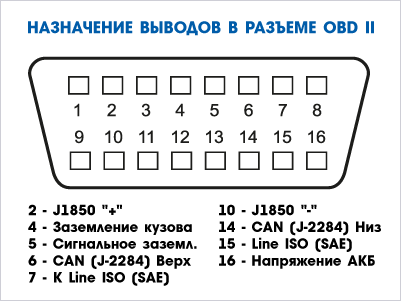 НАЗНАЧЕНИЕ ВЫВОДОВ В РАЗЪЕМЕ OBD II
1 2 3 4 5 6 7 8
9 10 11 12 13 14 15 16
2 - J1850 "+"
4 - Заземление кузова
5 - Сигнальное заземл.
6 - CAN (J-2284) Верх
7 - K Line ISO (SAE)
10 - J1850 "-"
14 - CAN (J-2284) Низ
15 - Line ISO (SAE)
16 - Напряжение АКБ